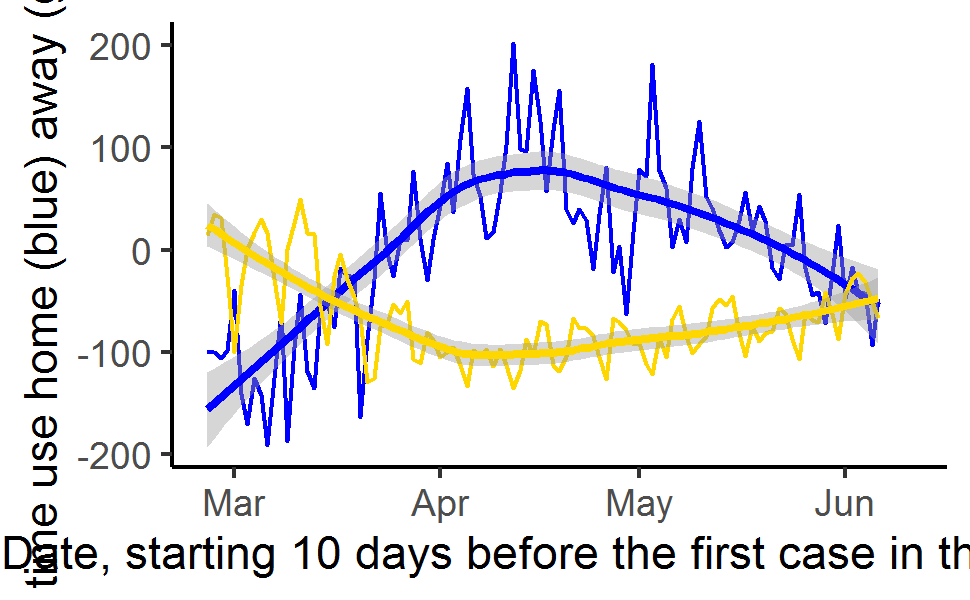 time use home (blue) away (
200
100
0
-100
-200
Mar Apr May Jun
Date, starting 10 days before the first case in th